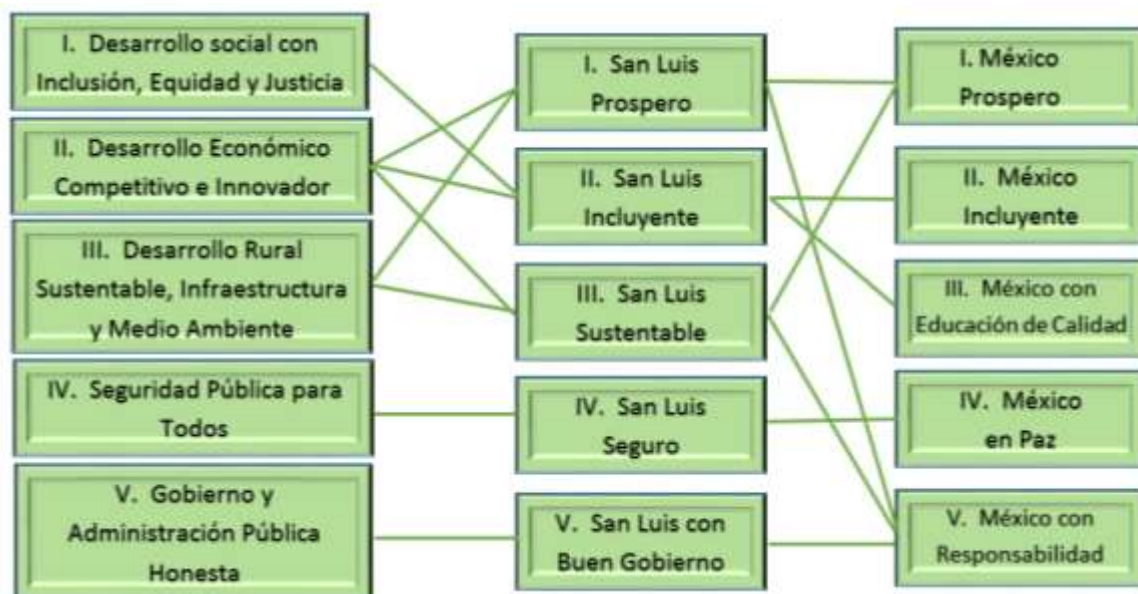 I. Desarrollo social con
Inclusión, Equidad y Justicia
II. Desarrollo Económico
Competitivo e Innovador
III. Desarrollo Rural
Sustentable, Infraestructura
y Medio Ambiente
IV. Seguridad Pública para
Todos
V. Gobierno y
Administración Pública
Honesta
I. San Luis
Prospero
II. San Luis
Incluyente
III. San Luis
Sustentable
IV. San Luis
Seguro
V. San Luis con
Buen Gobierno
I. México
Prospero
II. México
Incluyente
III. México con
Educación de Calidad
IV. México
en Paz
V. México con
Responsabilidad